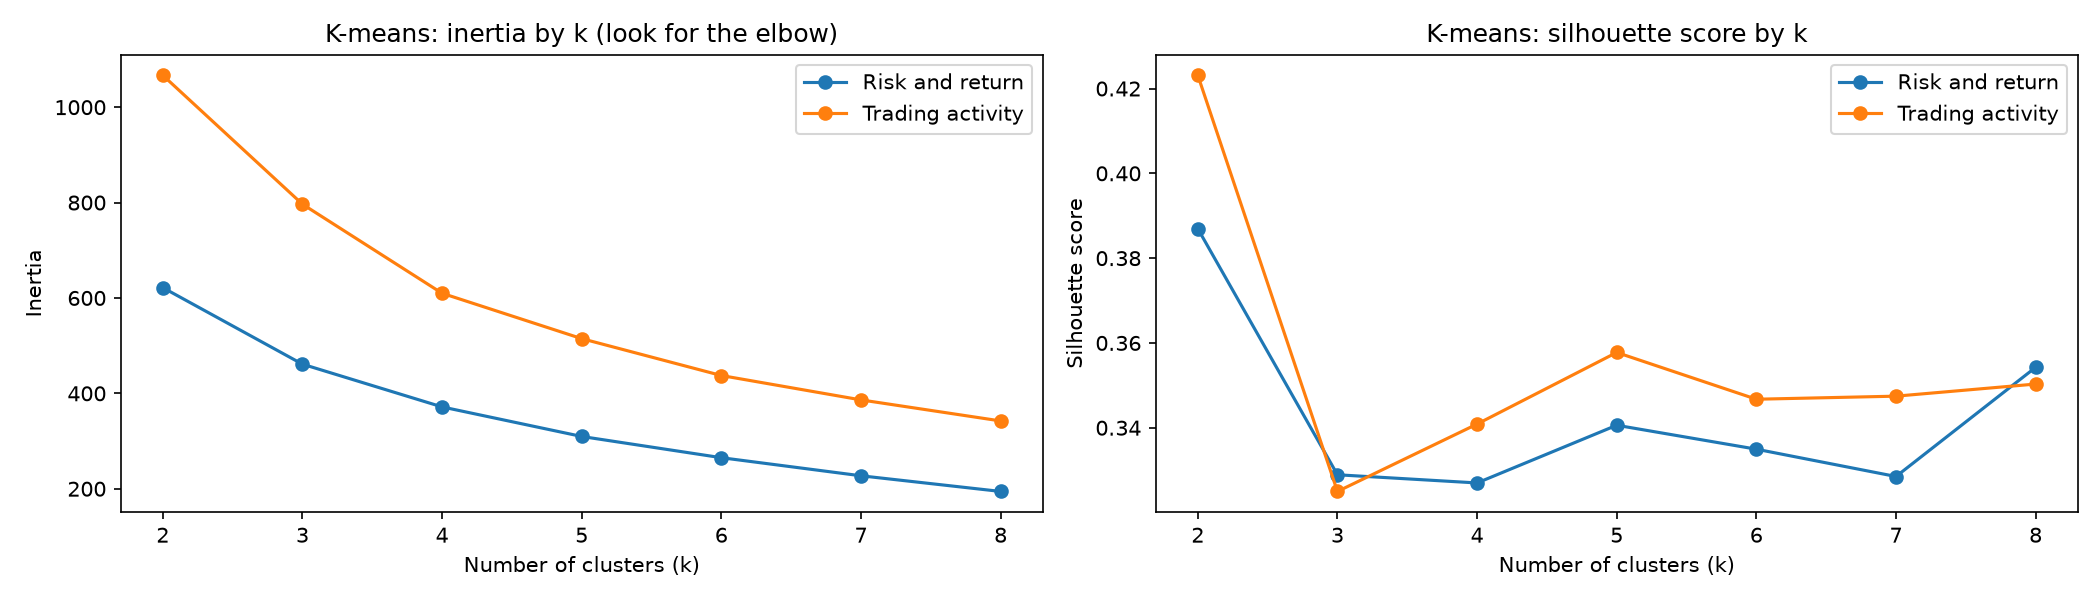 K-means: inertia by k (look for the elbow)
Risk and return
Trading activity
1000
800
600
400
200
Inertia
2 3 4 5 6 7 8
Number of clusters (k)
K-means: silhouette score by k
Risk and return
Trading activity
0.42
0.40
0.38
0.36
0.34
Silhouette score
2 3 4 5 6 7 8
Number of clusters (k)